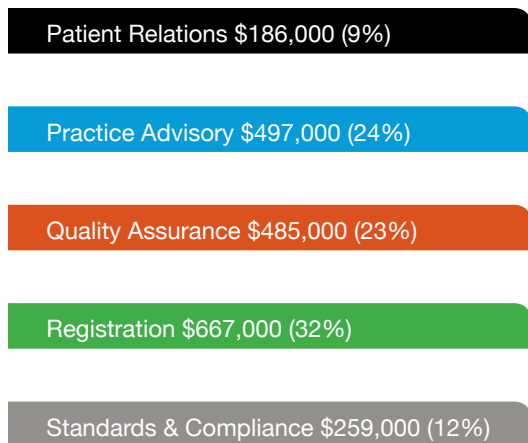 Patient Relations $186,000 (9%)
Practice Advisory $497,000 (24%)
Quality Assurance $485,000 (23%)
Registration $667,000 (32%)
Standards & Compliance $259,000 (12%)